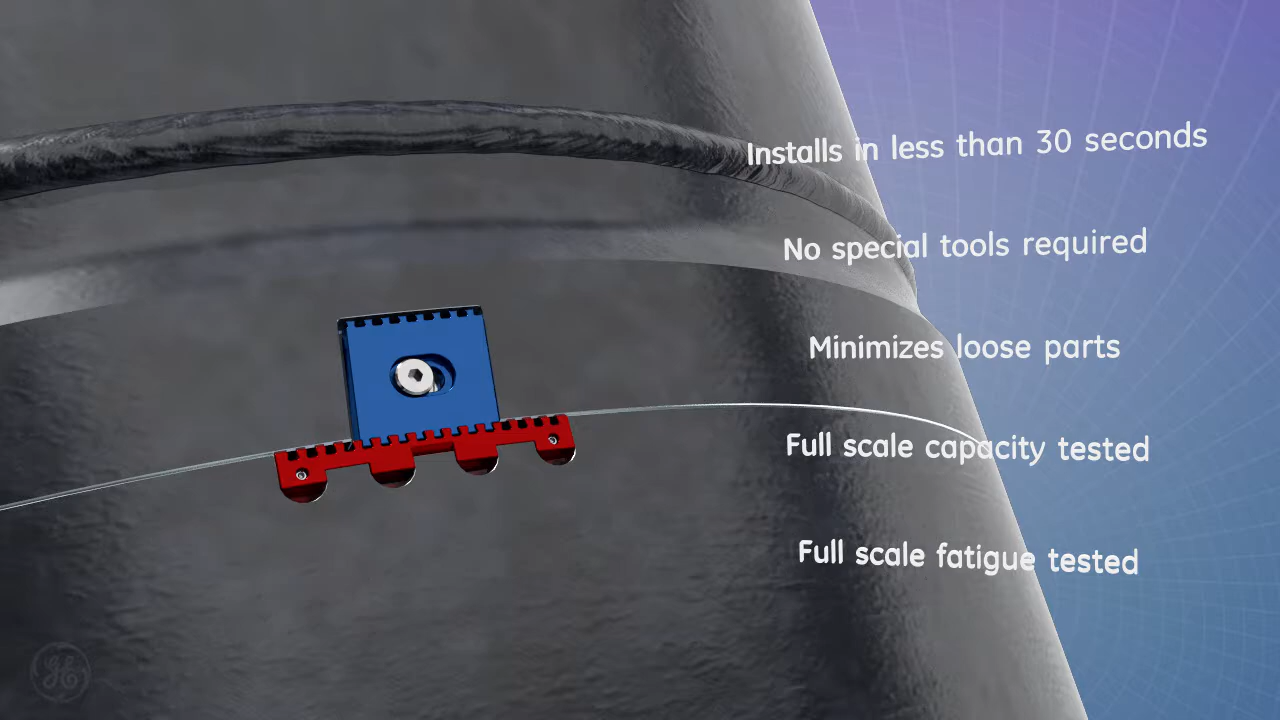 Installs in less than 30 seconds
No special tools required
Minimizes loose parts
Full scale capacity tested
Full scale fatigue tested
GE